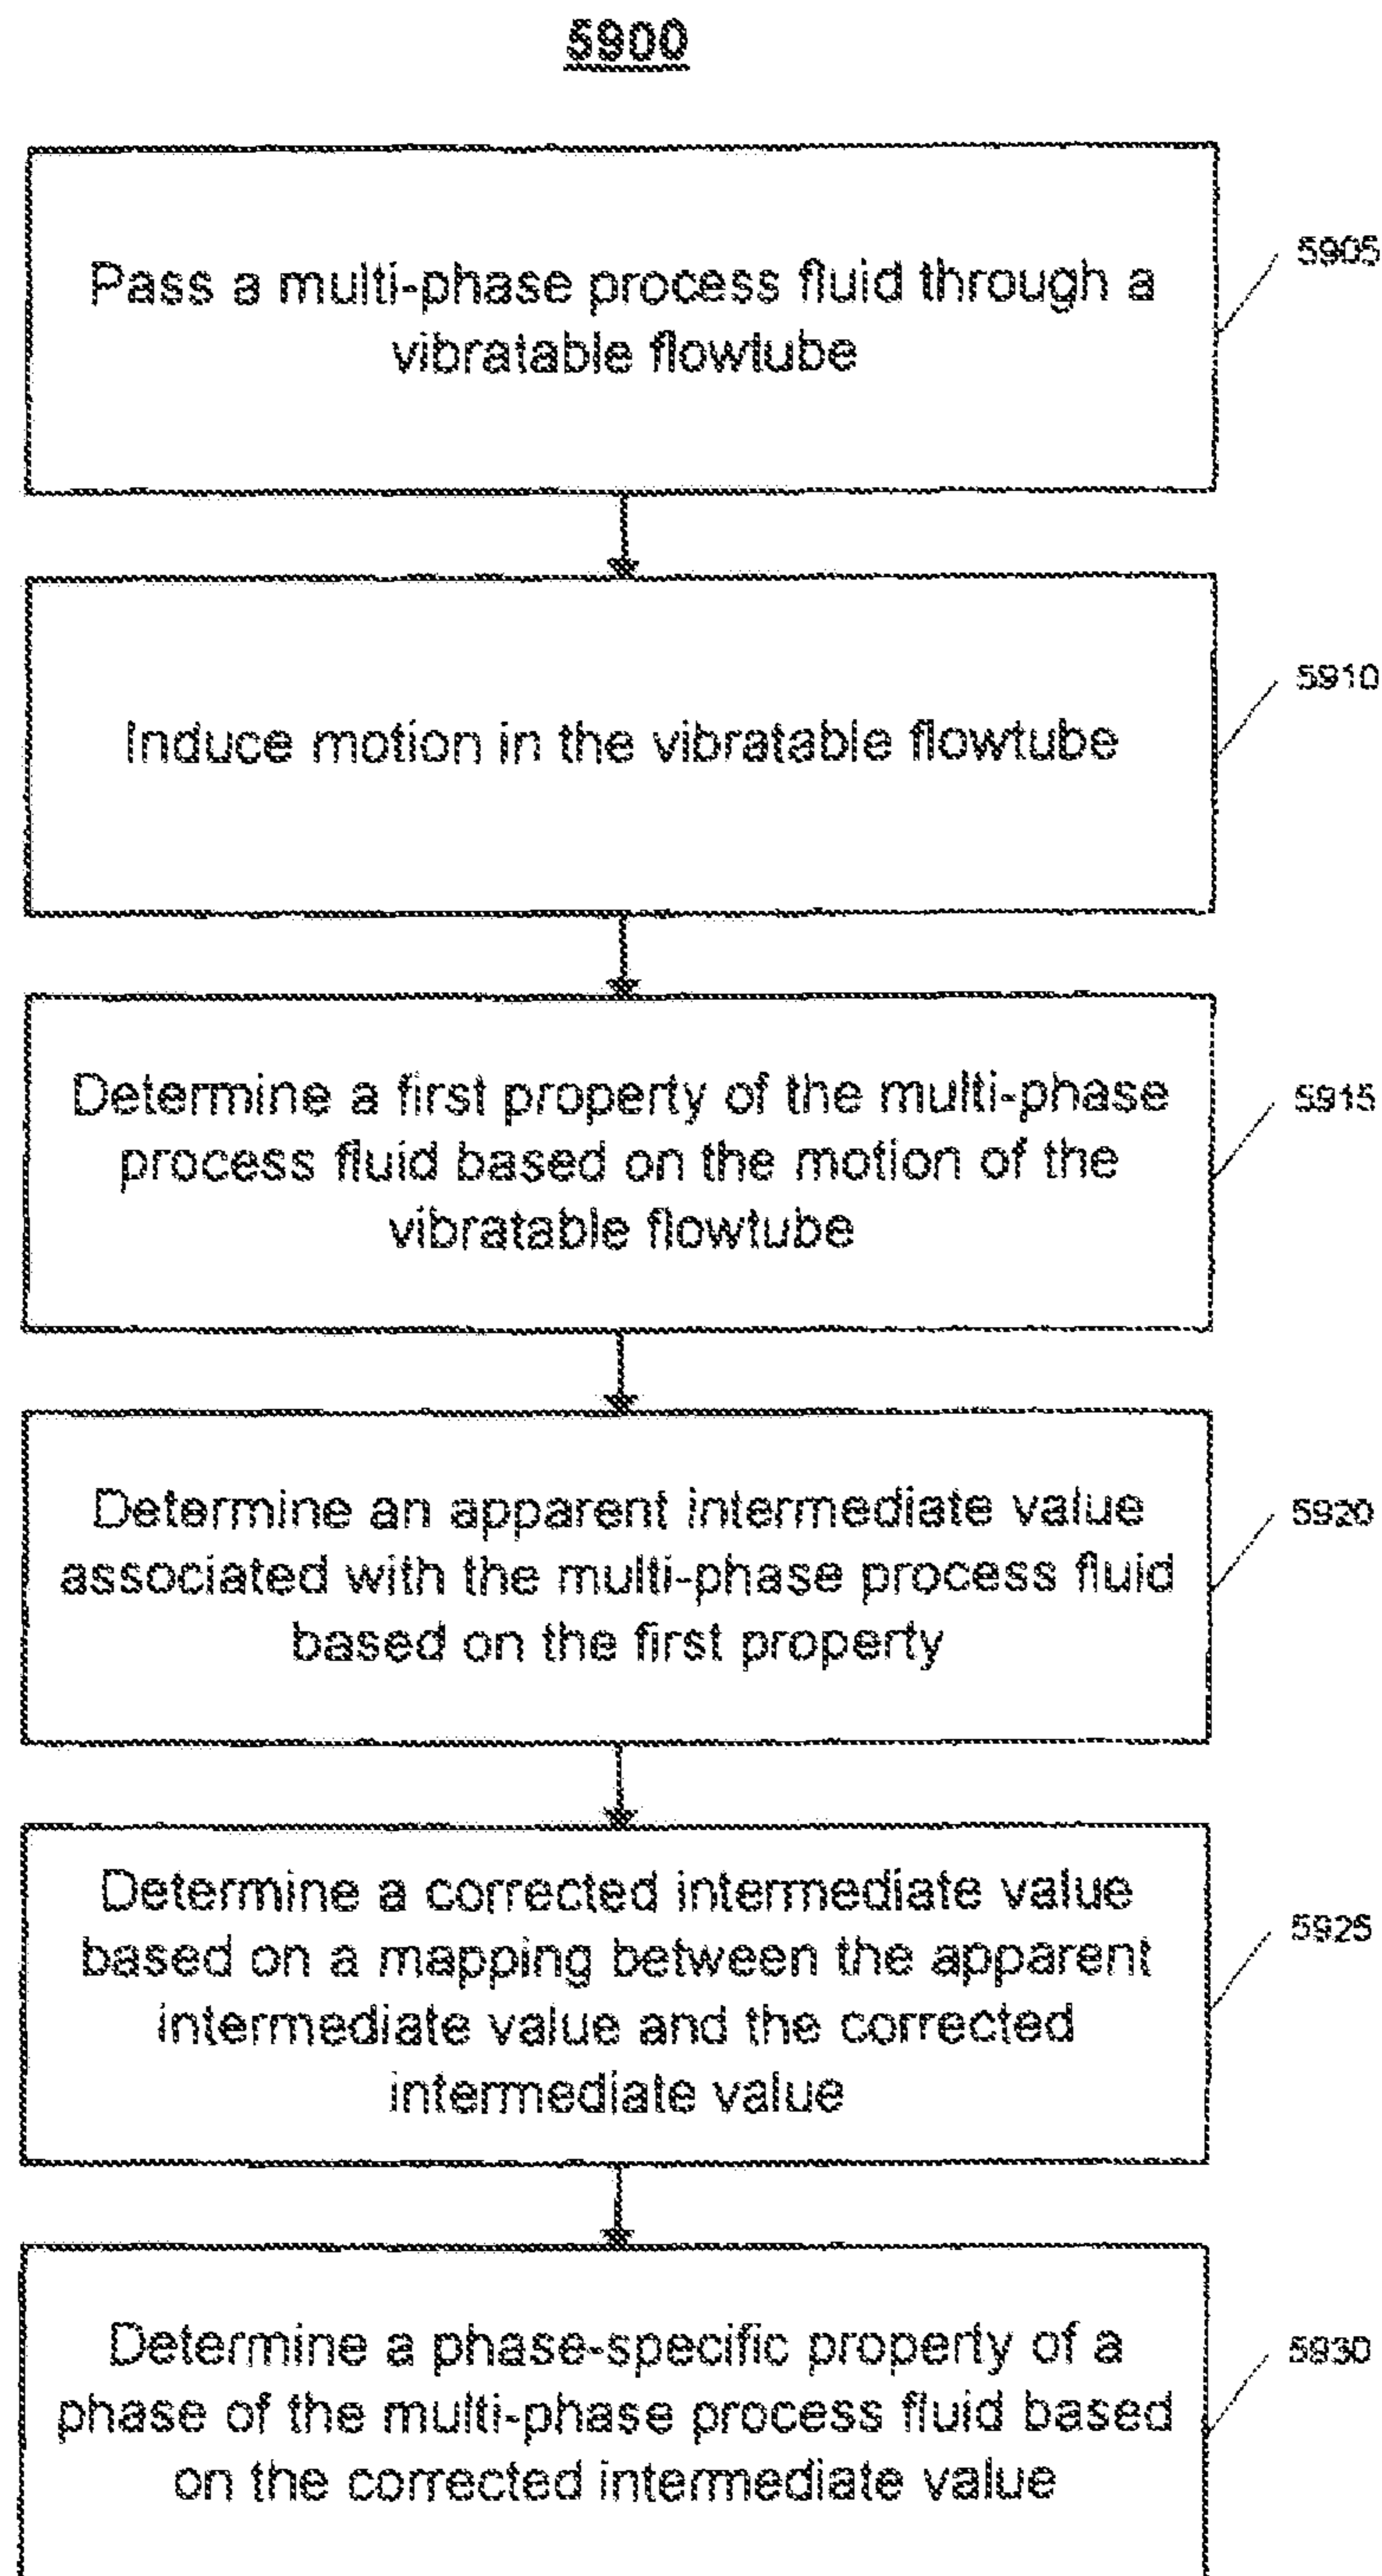 5900
Pass a multi-phase process fluid through a
vibratable flowtube
5905
Induce motion in the vibratable flowtube
5910
Determine a first property of the multi-phase
process fluid based on the motion of the
vibratable flowtube
5915
Determine an apparent intermediate value
associated with the multi-phase process fluid
based on the first property
5920
Determine a corrected intermediate value
based on a mapping between the apparent
intermediate value and the corrected
intermediate value
5925
Determine a phase-specific property of a
phase of the multi-phase process fluid based
on the corrected intermediate value
5930